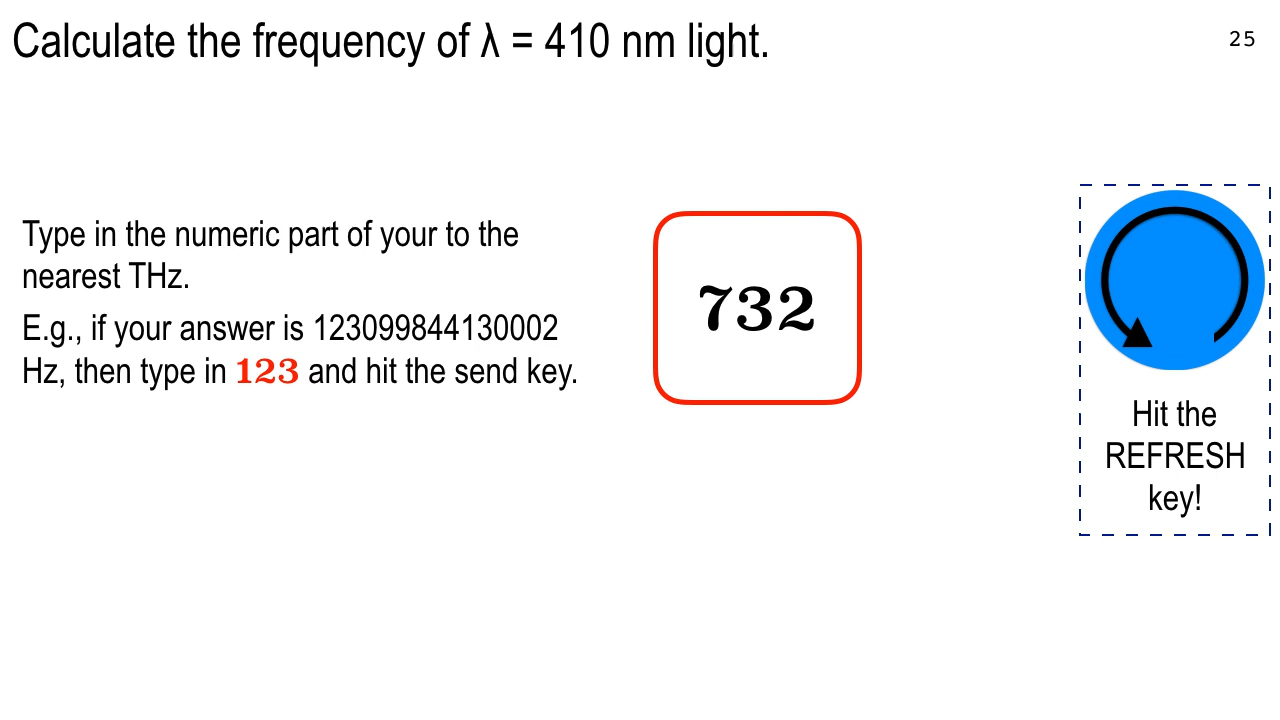 Calculate the frequency of λ = 410 nm light.
25
Type in the numeric part of your to the
nearest THz.
E.g., if your answer is 123099844130002
Hz, then type in 123 and hit the send key.
732
Hit the
REFRESH
key!